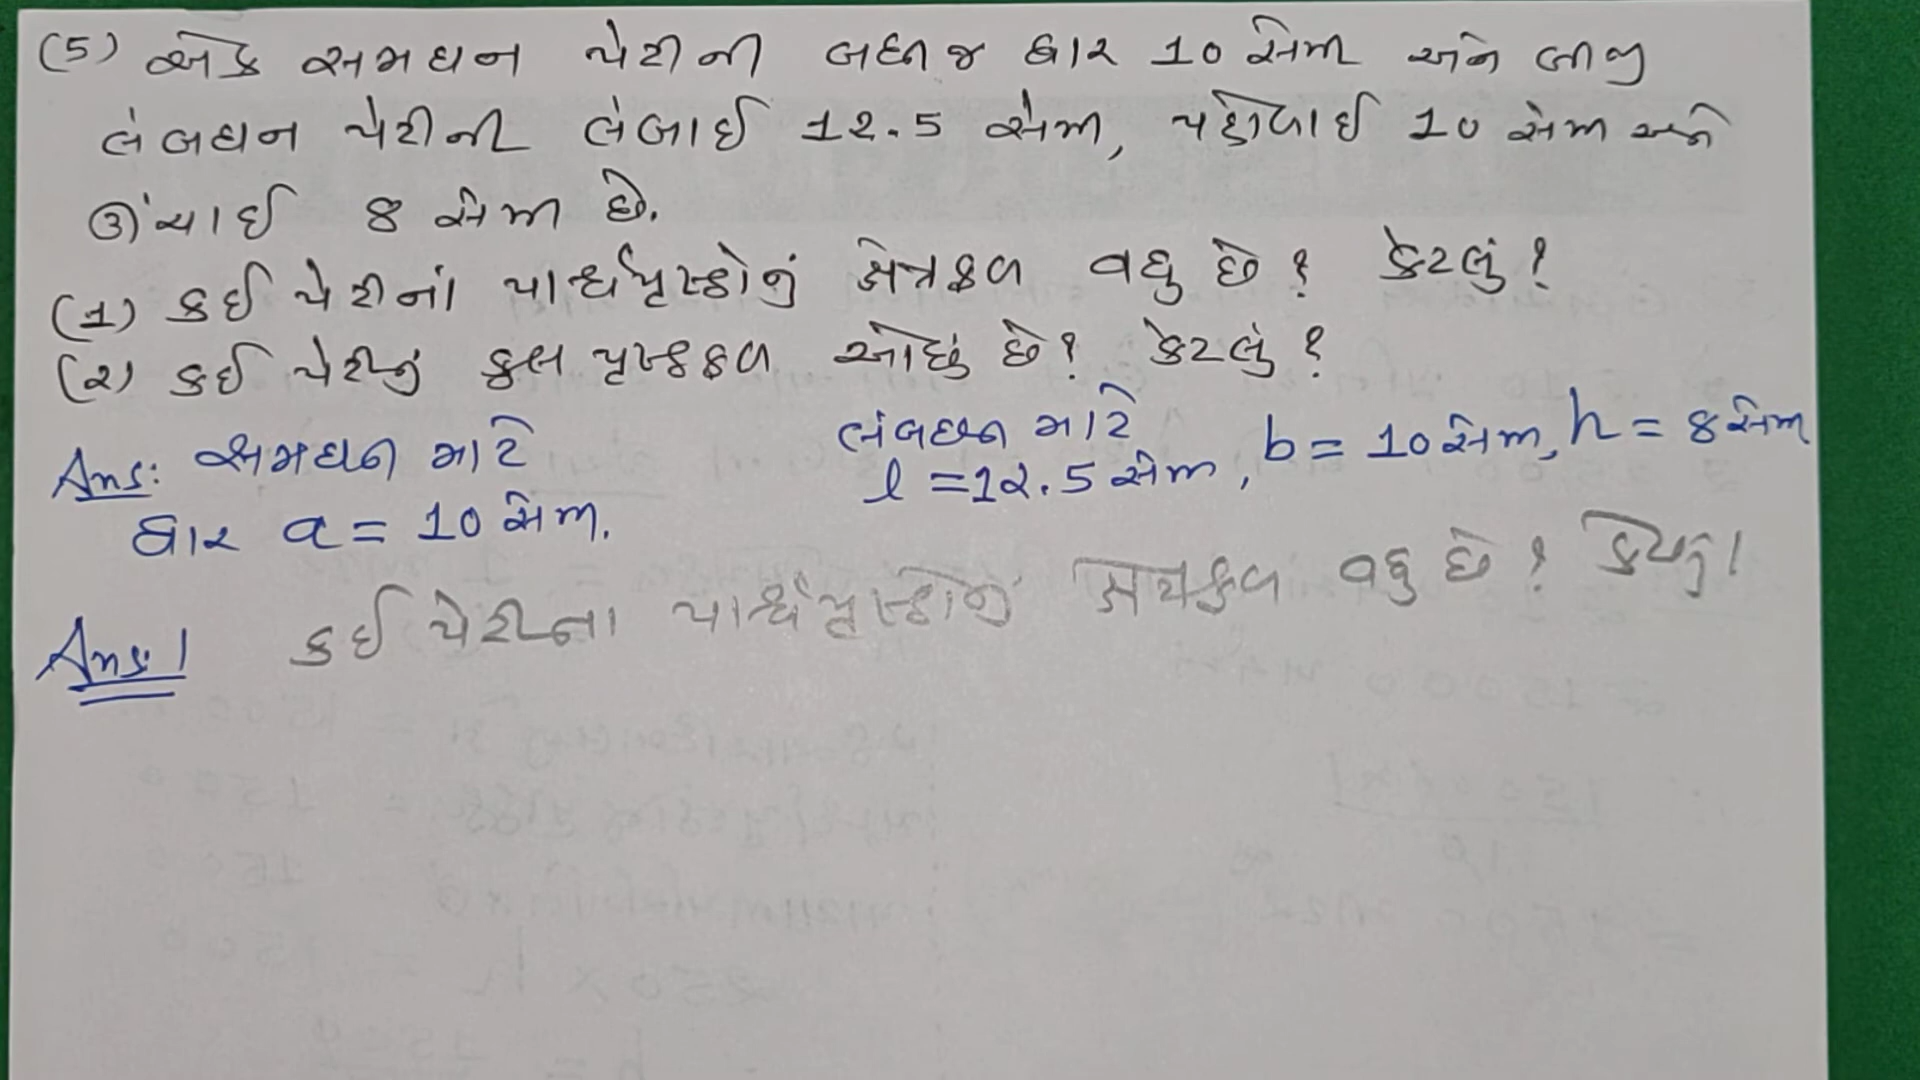 (5) એક સમઘન પેટીની બધીજ ધાર 10 સેમી અને બીજી
લંબઘન પેટીની લંબાઈ 12.5 સેમી, પહોળાઈ 10 સેમી અને
ઊંચાઈ 8 સેમી છે.
(1) કઈ પેટીનાં પાર્શ્વપૃષ્ઠોનું ક્ષેત્રફળ વધુ છે? કેટલું?
(2) કઈ પેટીનું કુલ પૃષ્ઠફળ ઓછું છે? કેટલું?
Ans: સમઘન માટે લંબઘન માટે
ધાર a = 10 સેમી. l = 12.5 સેમી, b = 10 સેમી, h = 8 સેમી
Ans: 1 કઈ પેટીના પાર્શ્વપૃષ્ઠોનું ક્ષેત્રફળ વધુ છે?